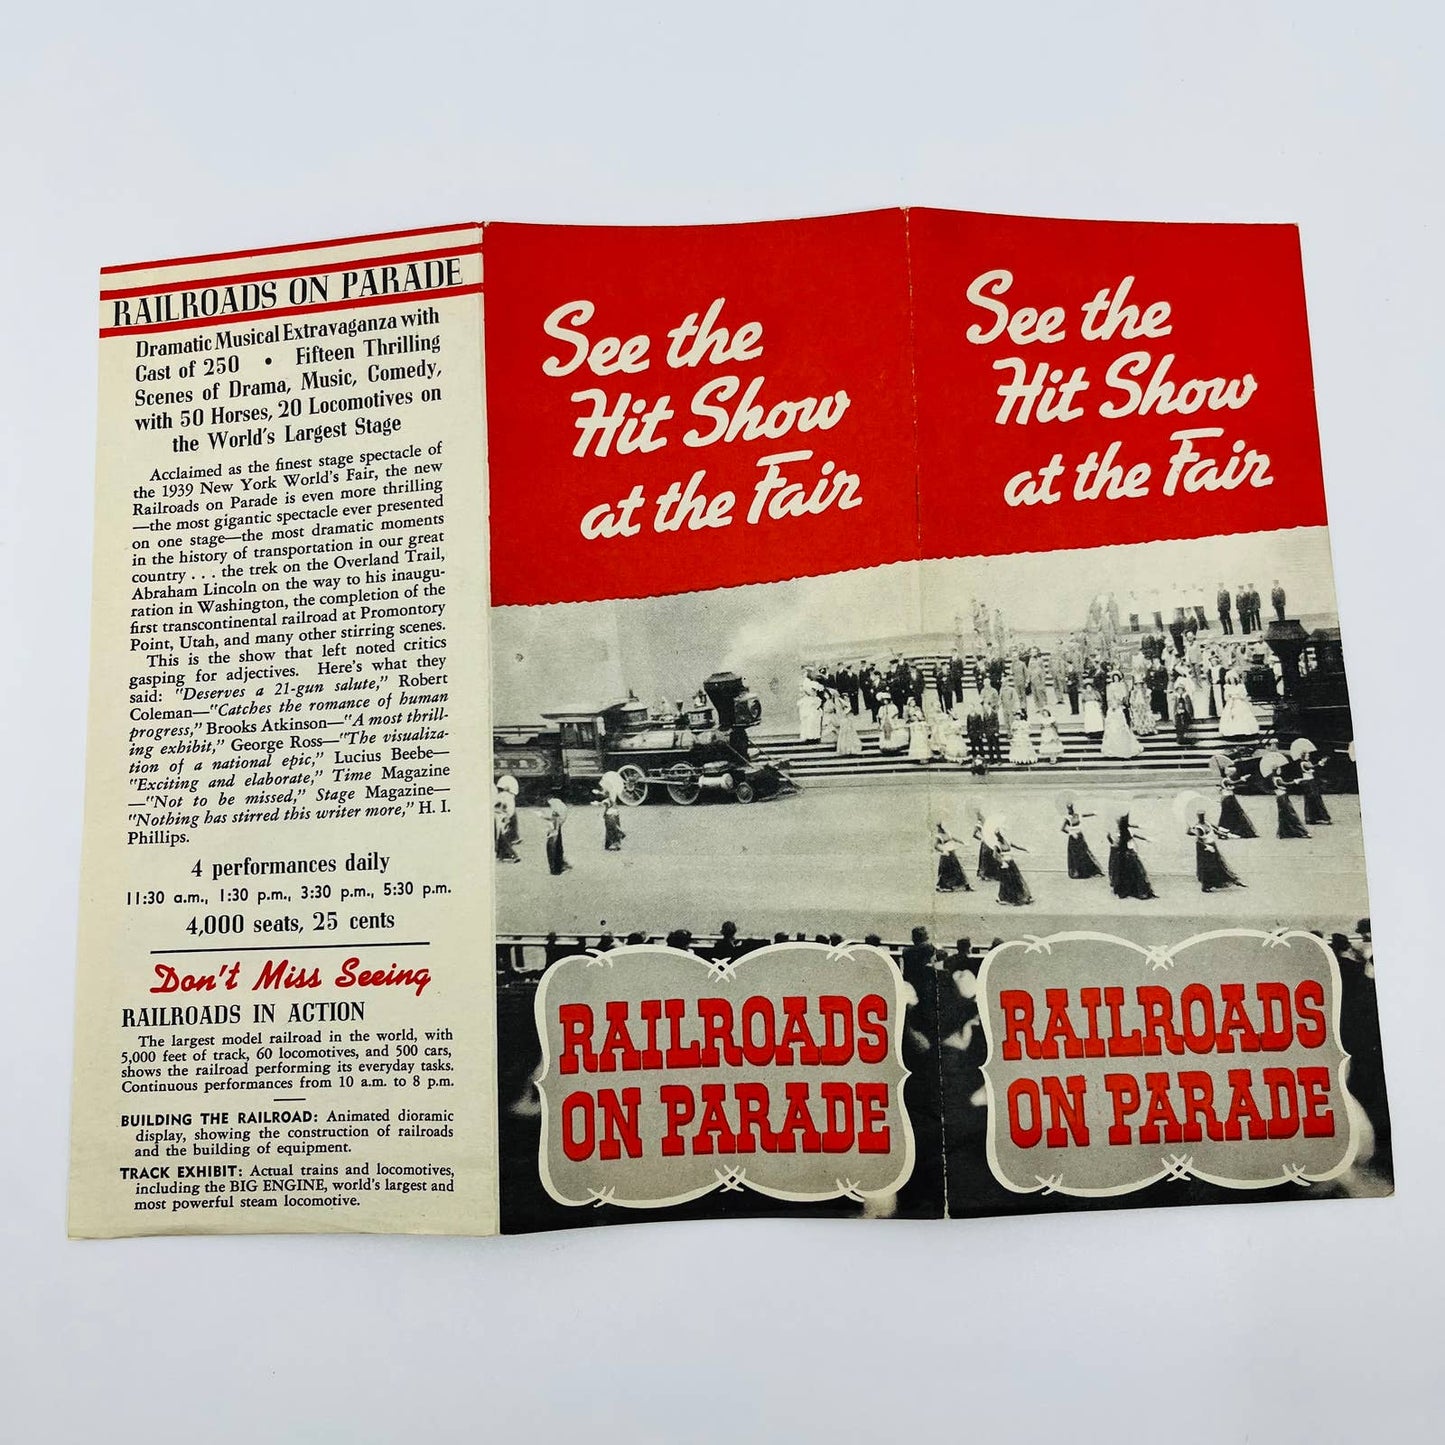 RAILROADS ON PARADE
Dramatic Musical Extravaganza with
Cast of 250 • Fifteen Thrilling
Scenes of Drama, Music, Comedy,
with 50 Horses, 20 Locomotives on
the World's Largest Stage
Acclaimed as the finest stage spectacle of
the 1939 New York World's Fair, the new
Railroads on Parade is even more thrilling
—the most gigantic spectacle ever presented
on one stage—the most dramatic moments
in the history of transportation in our great
country . . . the trek on the Overland Trail,
Abraham Lincoln on the way to his inaugu-
ration in Washington, the completion of the
first transcontinental railroad at Promontory
Point, Utah, and many other stirring scenes.
This is the show that left noted critics
gasping for adjectives. Here's what they
said: "Deserves a 21-gun salute," Robert
Coleman—"Catches the romance of human
progress," Brooks Atkinson—"A most thrill-
ing exhibit," George Ross—"The visualiza-
tion of a national epic," Lucius Beebe—
"Exciting and elaborate," Time Magazine
—"Not to be missed," Stage Magazine—
"Nothing has stirred this writer more," H. I.
Phillips.
4 performances daily
11:30 a.m., 1:30 p.m., 3:30 p.m., 5:30 p.m.
4,000 seats, 25 cents
Don't Miss Seeing
RAILROADS IN ACTION
The largest model railroad in the world, with
5,000 feet of track, 60 locomotives, and 500 cars,
shows the railroad performing its everyday tasks.
Continuous performances from 10 a.m. to 8 p.m.
BUILDING THE RAILROAD: Animated dioramic
display, showing the construction of railroads
and the building of equipment.
TRACK EXHIBIT: Actual trains and locomotives,
including the BIG ENGINE, world's largest and
most powerful steam locomotive.
See the
Hit Show
at the Fair
RAILROADS
ON PARADE
See the
Hit Show
at the Fair
RAILROADS
ON PARADE